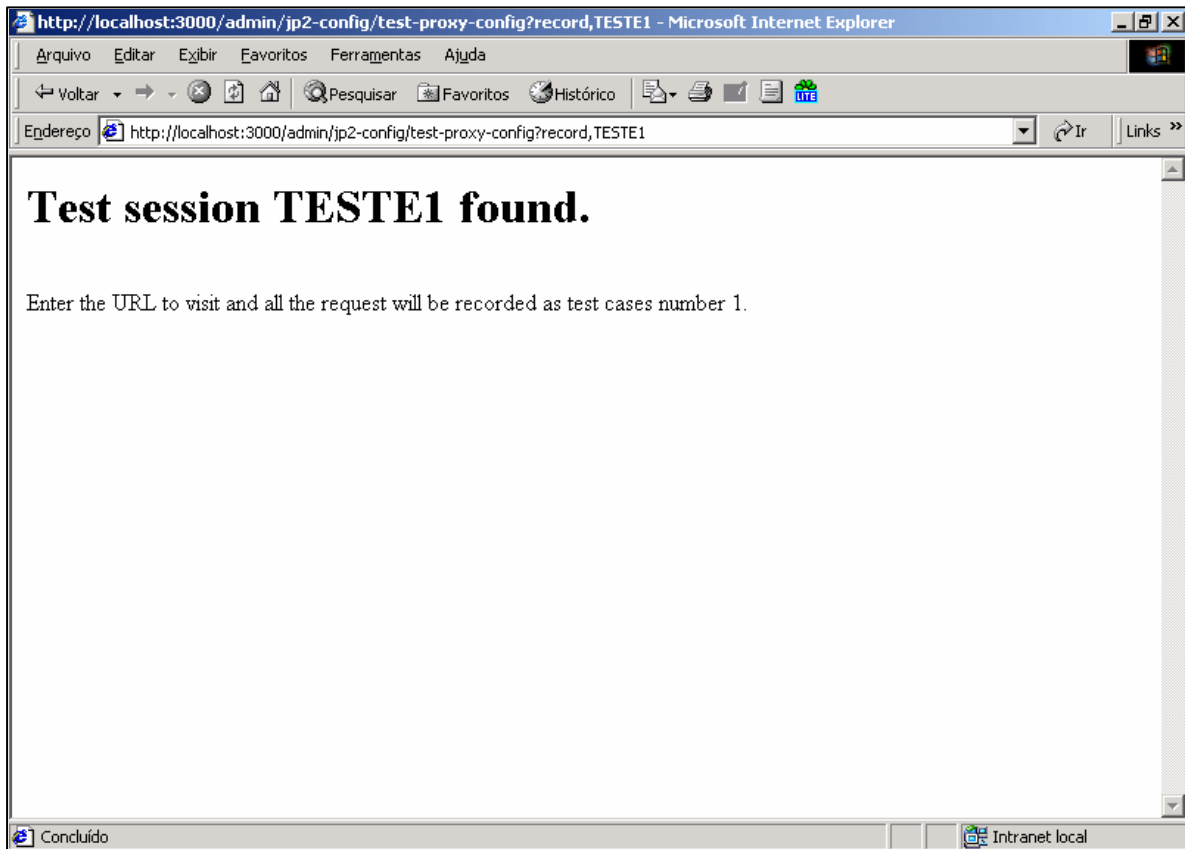 http://localhost:3000/admin/jp2-config/test-proxy-config?record,TESTE1 - Microsoft Internet Explorer
Arquivo Editar Exibir Favoritos Ferramentas Ajuda
Voltar Pesquisar Favoritos Histórico LITE
Endereço http://localhost:3000/admin/jp2-config/test-proxy-config?record,TESTE1 Ir Links »
Test session TESTE1 found.
Enter the URL to visit and all the request will be recorded as test cases number 1.
Concluído Intranet local